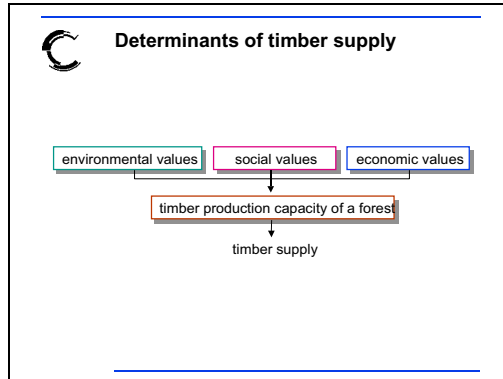 Determinants of timber supply
environmental values social values economic values
timber production capacity of a forest
timber supply